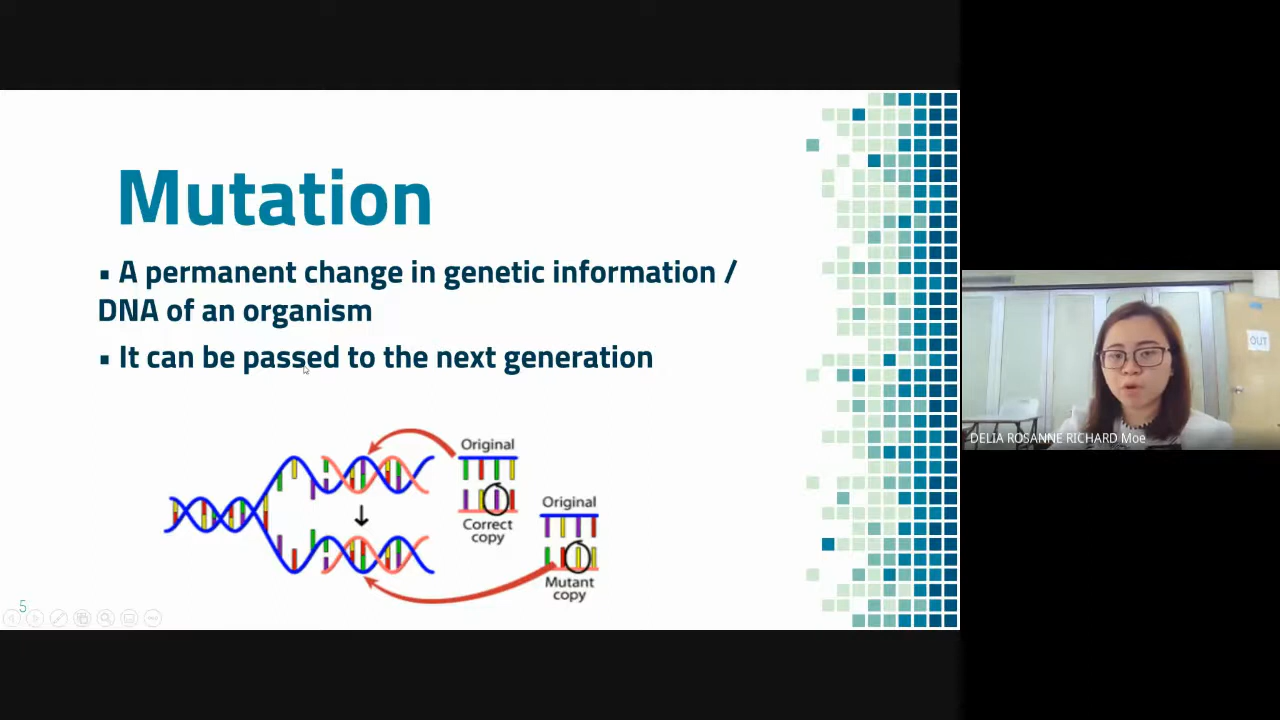 Mutation
▪ A permanent change in genetic information /
DNA of an organism
▪ It can be passed to the next generation
Original
Correct
copy
Original
Mutant
copy
5
OUT
DELIA ROSANNE RICHARD Moe